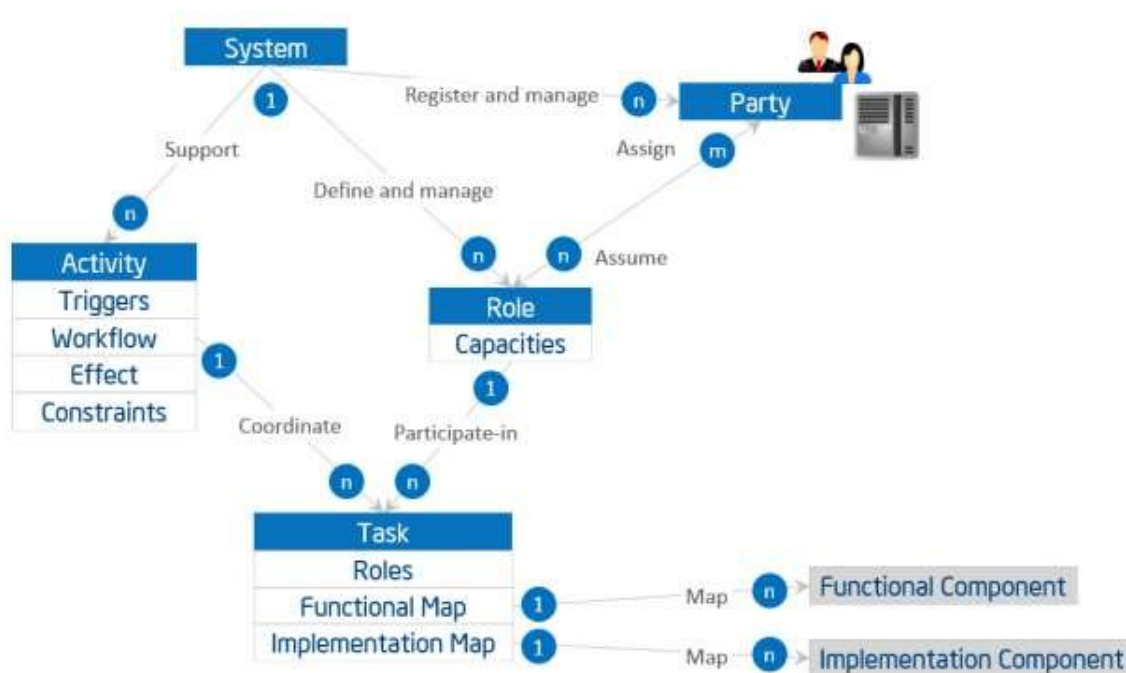 System
1
Register and manage
n
Party
Support
Assign
m
Define and manage
n
n
n
Assume
Activity
Triggers
Workflow
Effect
Constraints
Role
Capacities
1
1
Coordinate
Participate-in
n
n
Task
Roles
Functional Map
1
Map
n
Functional Component
Implementation Map
1
Map
n
Implementation Component